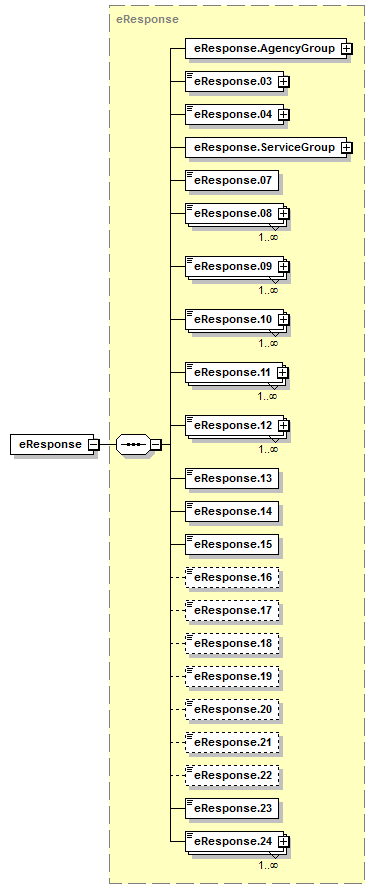 eResponse
eResponse.AgencyGroup
eResponse.03
eResponse.04
eResponse.ServiceGroup
eResponse.07
eResponse.08
1..∞
eResponse.09
1..∞
eResponse.10
1..∞
eResponse.11
1..∞
eResponse.12
1..∞
eResponse
eResponse.13
eResponse.14
eResponse.15
eResponse.16
eResponse.17
eResponse.18
eResponse.19
eResponse.20
eResponse.21
eResponse.22
eResponse.23
eResponse.24
1..∞